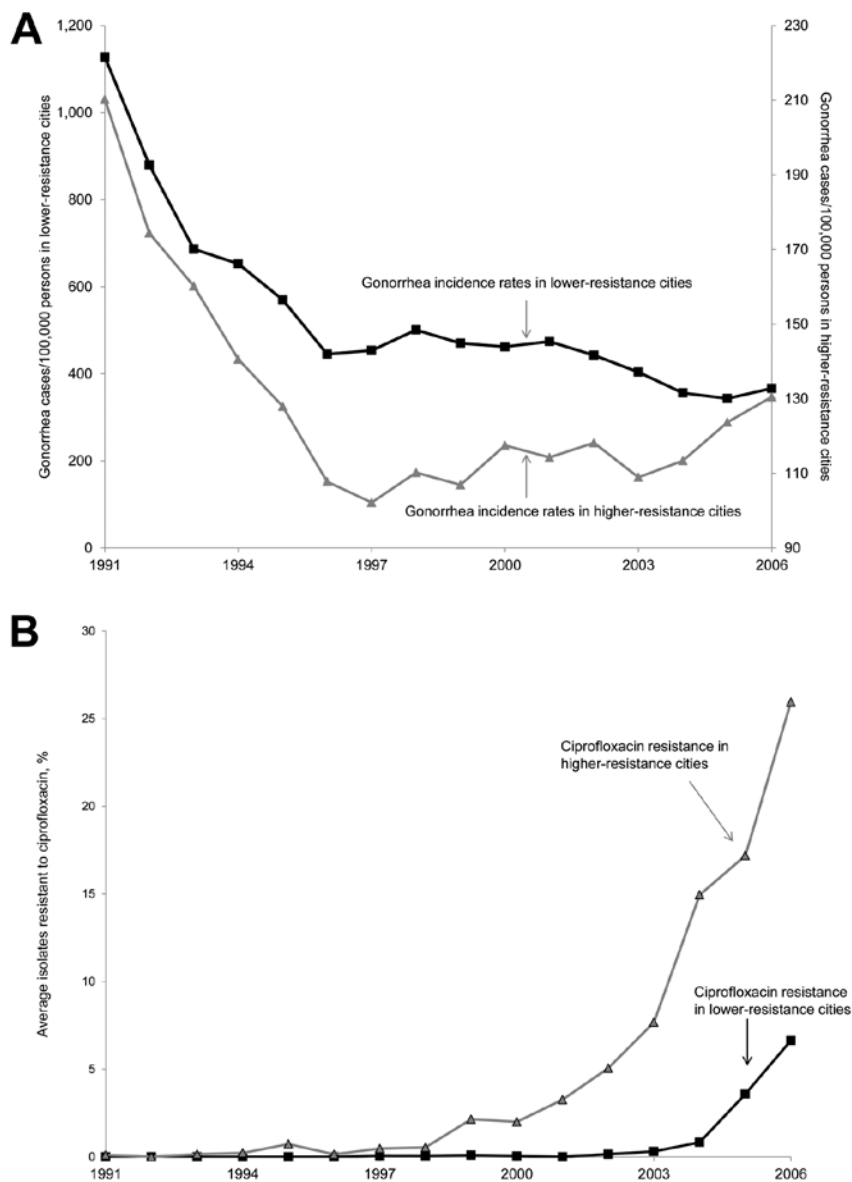 A
1,200
1,000
800
600
400
200
0
Gonorrhea cases/100,000 persons in lower-resistance cities
230
210
190
170
150
130
110
90
Gonorrhea cases/100,000 persons in higher-resistance cities
Gonorrhea incidence rates in lower-resistance cities
Gonorrhea incidence rates in higher-resistance cities
1991 1994 1997 2000 2003 2006
B
30
25
20
15
10
5
0
Average isolates resistant to ciprofloxacin, %
Ciprofloxacin resistance in
higher-resistance cities
Ciprofloxacin resistance
in lower-resistance cities
1991 1994 1997 2000 2003 2006